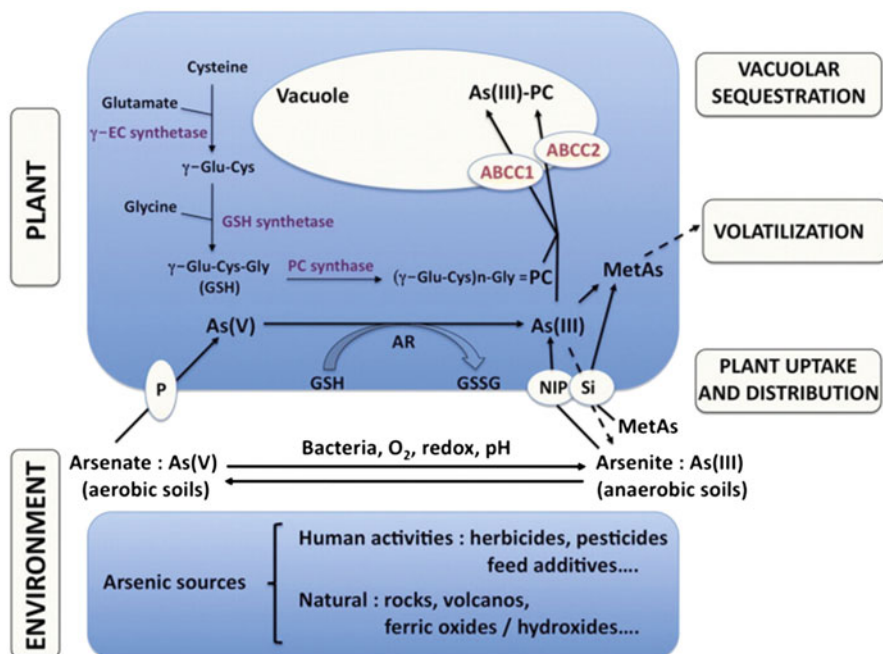 PLANT
Cysteine
Glutamate
γ-EC synthetase
γ-Glu-Cys
Glycine
GSH synthetase
γ-Glu-Cys-Gly
(GSH)
PC synthase
(γ-Glu-Cys)n-Gly =PC
Vacuole
As(III)-PC
ABCC1
ABCC2
MetAs
As(V)
As(III)
AR
GSH
GSSG
P
NIP
Si
MetAs
VACUOLAR
SEQUESTRATION
VOLATILIZATION
PLANT UPTAKE
AND DISTRIBUTION
ENVIRONMENT
Arsenate : As(V)
(aerobic soils)
Bacteria, O₂, redox, pH
Arsenite : As(III)
(anaerobic soils)
Arsenic sources
Human activities : herbicides, pesticides
feed additives....
Natural : rocks, volcanos,
ferric oxides / hydroxides....